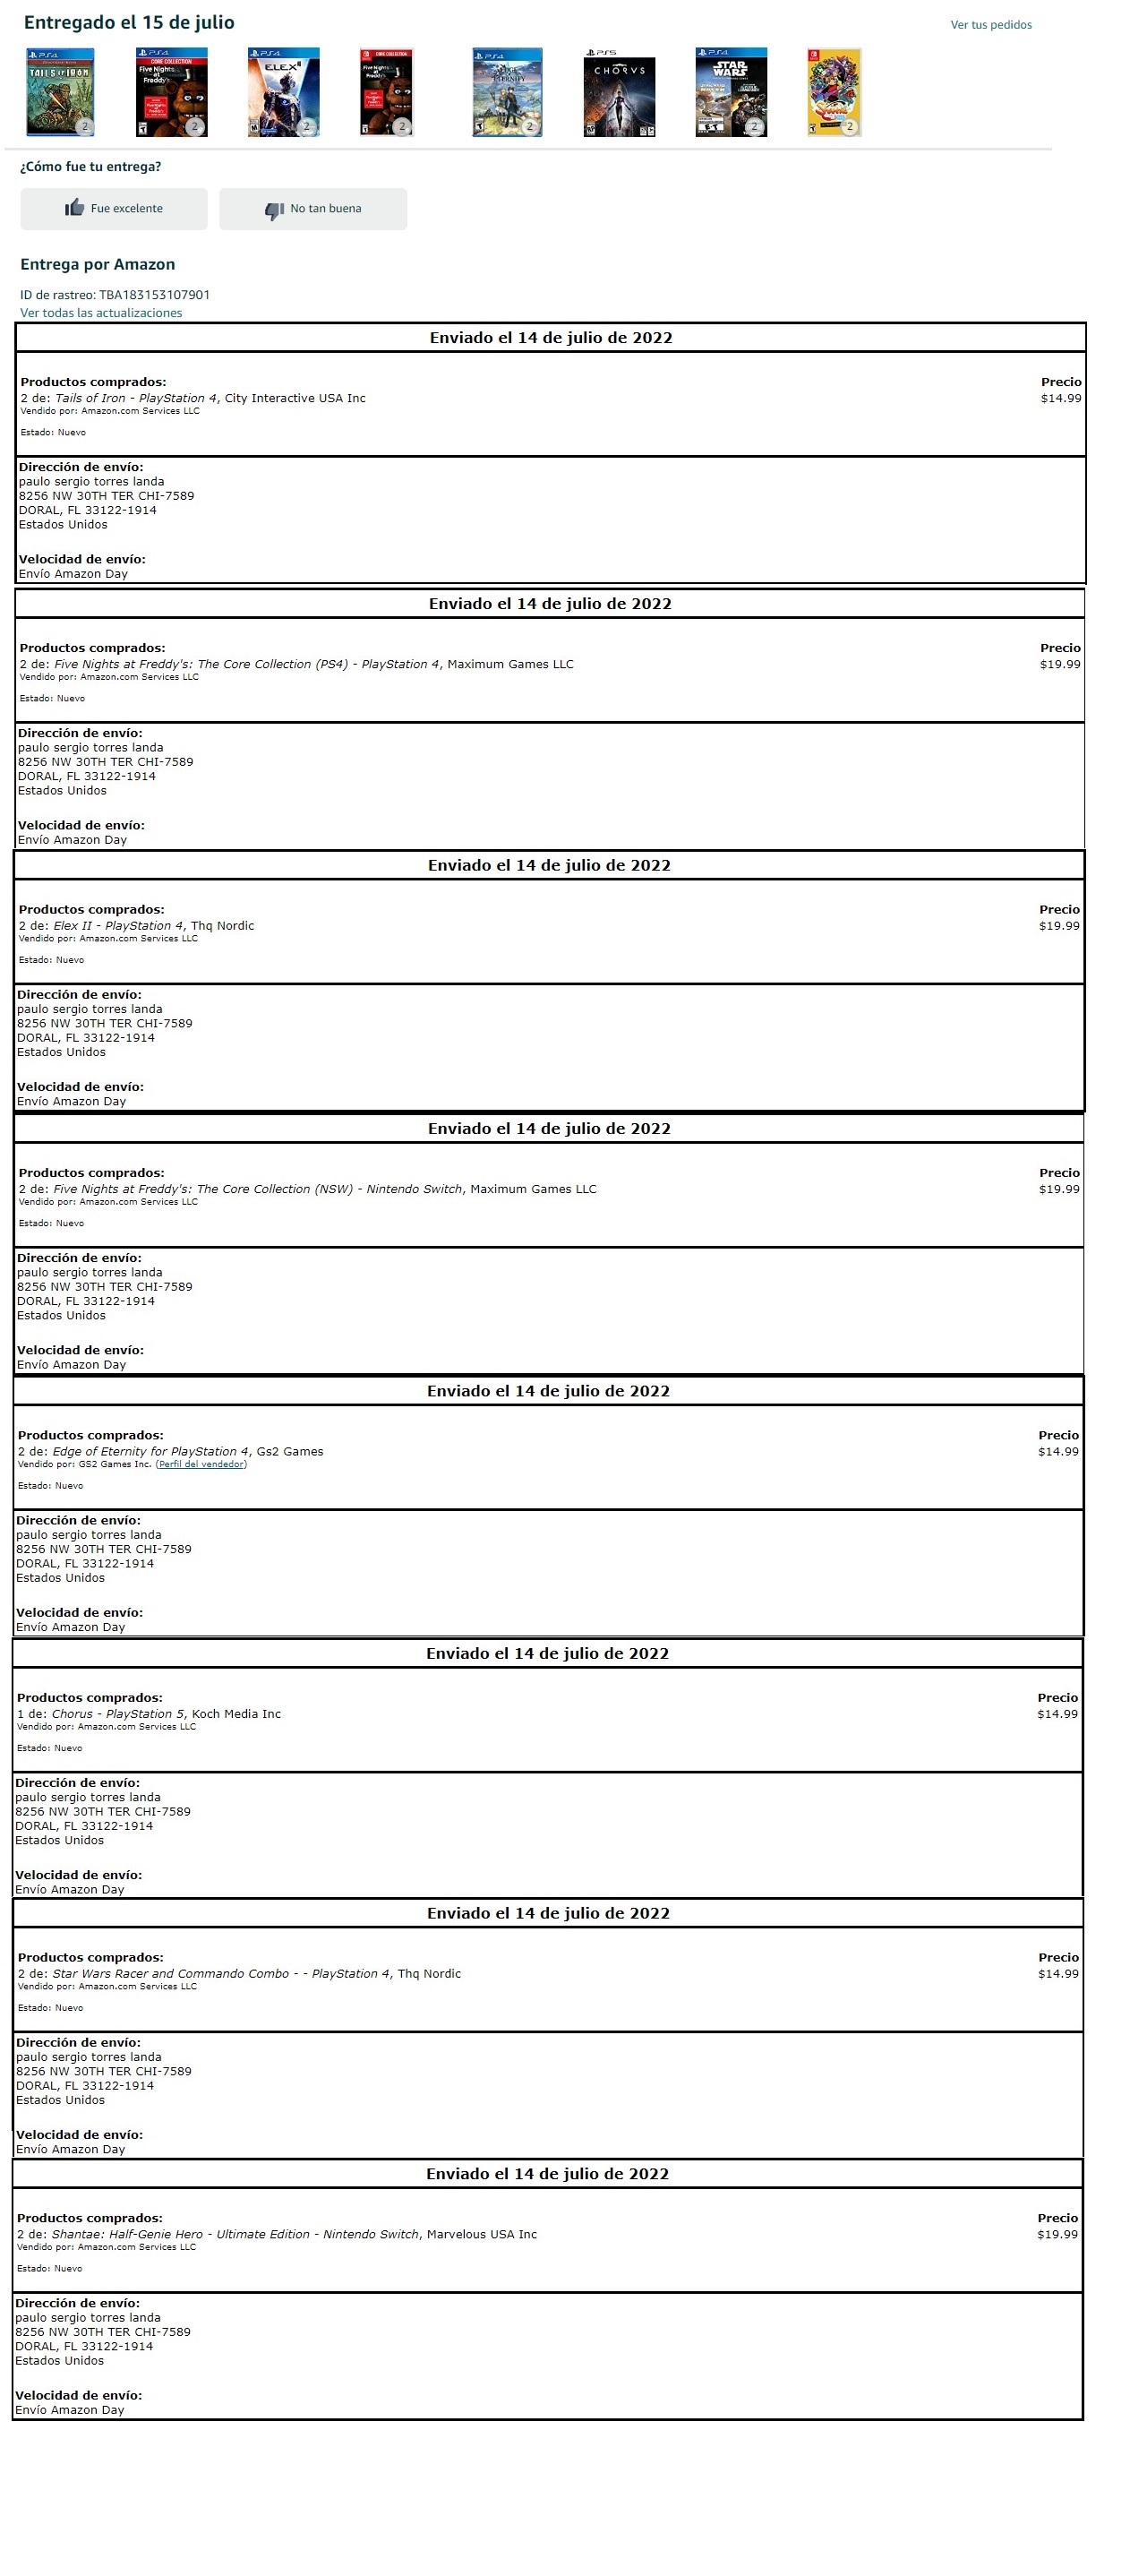 Entregado el 15 de julio
Ver tus pedidos
PS4 PS4 PS4 PS4 PS5 PS4
TAILS of IRON
CORE COLLECTION
Five Nights at Freddy's
ELEX II
CORE COLLECTION
Five Nights at Freddy's
ETERNITY
CHORVS
STAR WARS
2 2 2 2 2 2 2
¿Cómo fue tu entrega?
Fue excelente
No tan buena
Entrega por Amazon
ID de rastreo: TBA183153107901
Ver todas las actualizaciones
Enviado el 14 de julio de 2022
Productos comprados: Precio
2 de: Tails of Iron - PlayStation 4, City Interactive USA Inc $14.99
Vendido por: Amazon.com Services LLC
Estado: Nuevo
Dirección de envío:
paulo sergio torres landa
8256 NW 30TH TER CHI-7589
DORAL, FL 33122-1914
Estados Unidos
Velocidad de envío:
Envío Amazon Day
Enviado el 14 de julio de 2022
Productos comprados: Precio
2 de: Five Nights at Freddy's: The Core Collection (PS4) - PlayStation 4, Maximum Games LLC $19.99
Vendido por: Amazon.com Services LLC
Estado: Nuevo
Dirección de envío:
paulo sergio torres landa
8256 NW 30TH TER CHI-7589
DORAL, FL 33122-1914
Estados Unidos
Velocidad de envío:
Envío Amazon Day
Enviado el 14 de julio de 2022
Productos comprados: Precio
2 de: Elex II - PlayStation 4, Thq Nordic $19.99
Vendido por: Amazon.com Services LLC
Estado: Nuevo
Dirección de envío:
paulo sergio torres landa
8256 NW 30TH TER CHI-7589
DORAL, FL 33122-1914
Estados Unidos
Velocidad de envío:
Envío Amazon Day
Enviado el 14 de julio de 2022
Productos comprados: Precio
2 de: Five Nights at Freddy's: The Core Collection (NSW) - Nintendo Switch, Maximum Games LLC $19.99
Vendido por: Amazon.com Services LLC
Estado: Nuevo
Dirección de envío:
paulo sergio torres landa
8256 NW 30TH TER CHI-7589
DORAL, FL 33122-1914
Estados Unidos
Velocidad de envío:
Envío Amazon Day
Enviado el 14 de julio de 2022
Productos comprados: Precio
2 de: Edge of Eternity for PlayStation 4, Gs2 Games $14.99
Vendido por: GS2 Games Inc. (Perfil del vendedor)
Estado: Nuevo
Dirección de envío:
paulo sergio torres landa
8256 NW 30TH TER CHI-7589
DORAL, FL 33122-1914
Estados Unidos
Velocidad de envío:
Envío Amazon Day
Enviado el 14 de julio de 2022
Productos comprados: Precio
1 de: Chorus - PlayStation 5, Koch Media Inc $14.99
Vendido por: Amazon.com Services LLC
Estado: Nuevo
Dirección de envío:
paulo sergio torres landa
8256 NW 30TH TER CHI-7589
DORAL, FL 33122-1914
Estados Unidos
Velocidad de envío:
Envío Amazon Day
Enviado el 14 de julio de 2022
Productos comprados: Precio
2 de: Star Wars Racer and Commando Combo - - PlayStation 4, Thq Nordic $14.99
Vendido por: Amazon.com Services LLC
Estado: Nuevo
Dirección de envío:
paulo sergio torres landa
8256 NW 30TH TER CHI-7589
DORAL, FL 33122-1914
Estados Unidos
Velocidad de envío:
Envío Amazon Day
Enviado el 14 de julio de 2022
Productos comprados: Precio
2 de: Shantae: Half-Genie Hero - Ultimate Edition - Nintendo Switch, Marvelous USA Inc $19.99
Vendido por: Amazon.com Services LLC
Estado: Nuevo
Dirección de envío:
paulo sergio torres landa
8256 NW 30TH TER CHI-7589
DORAL, FL 33122-1914
Estados Unidos
Velocidad de envío:
Envío Amazon Day